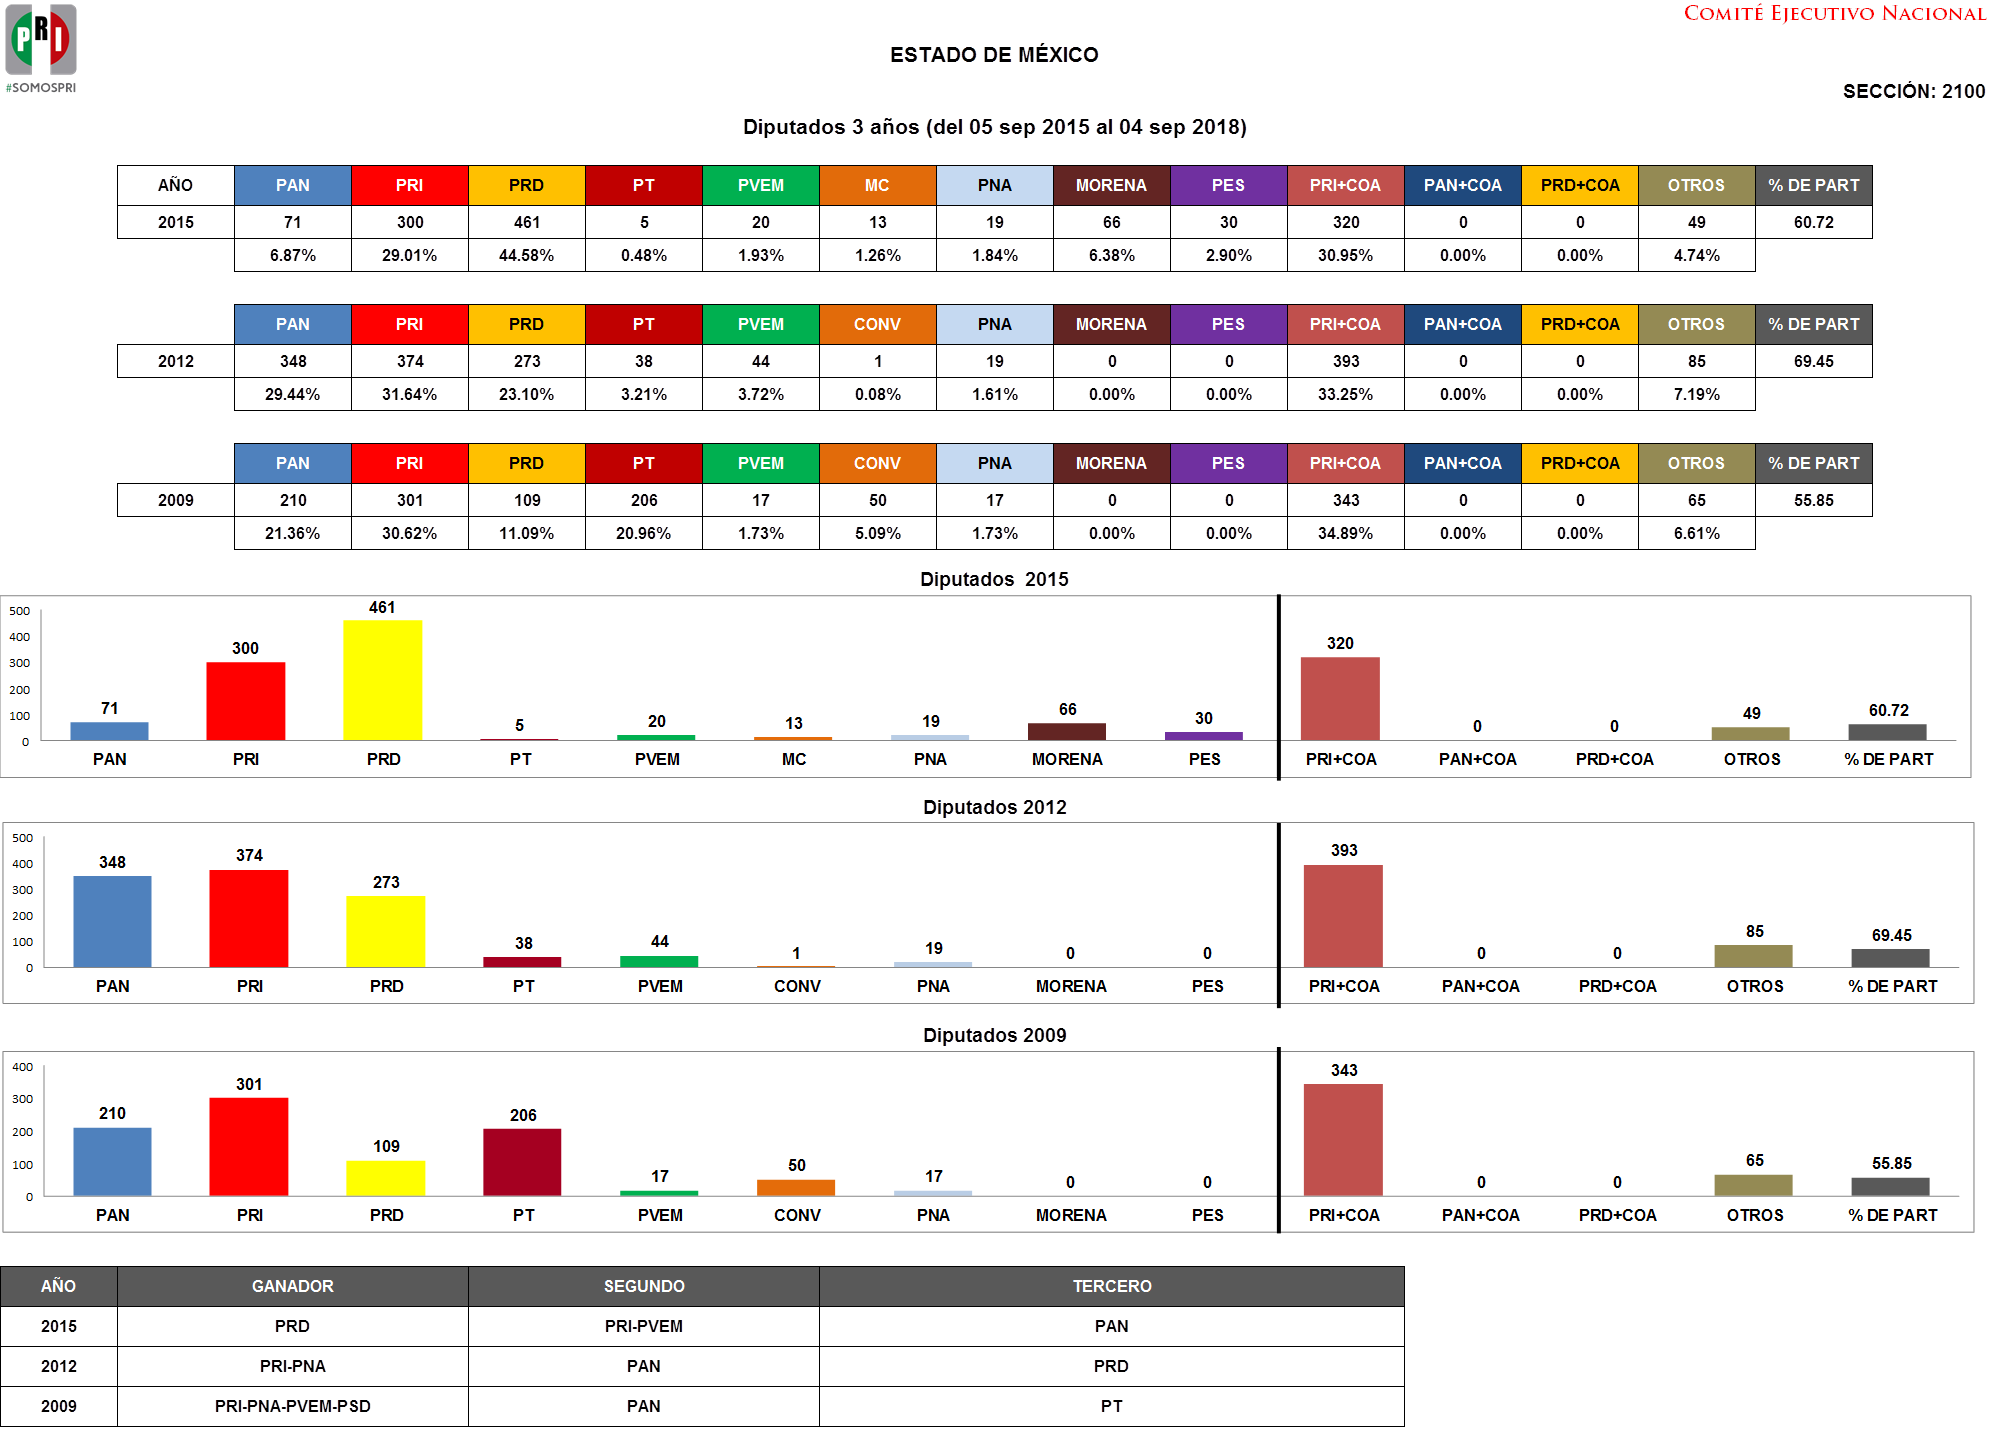 PRI
#SOMOSPRI
COMITÉ EJECUTIVO NACIONAL
ESTADO DE MÉXICO
SECCIÓN: 2100
Diputados 3 años (del 05 sep 2015 al 04 sep 2018)
AÑO PAN PRI PRD PT PVEM MC PNA MORENA PES PRI+COA PAN+COA PRD+COA OTROS % DE PART
2015 71 300 461 5 20 13 19 66 30 320 0 0 49 60.72
6.87% 29.01% 44.58% 0.48% 1.93% 1.26% 1.84% 6.38% 2.90% 30.95% 0.00% 0.00% 4.74%
PAN PRI PRD PT PVEM CONV PNA MORENA PES PRI+COA PAN+COA PRD+COA OTROS % DE PART
2012 348 374 273 38 44 1 19 0 0 393 0 0 85 69.45
29.44% 31.64% 23.10% 3.21% 3.72% 0.08% 1.61% 0.00% 0.00% 33.25% 0.00% 0.00% 7.19%
PAN PRI PRD PT PVEM CONV PNA MORENA PES PRI+COA PAN+COA PRD+COA OTROS % DE PART
2009 210 301 109 206 17 50 17 0 0 343 0 0 65 55.85
21.36% 30.62% 11.09% 20.96% 1.73% 5.09% 1.73% 0.00% 0.00% 34.89% 0.00% 0.00% 6.61%
Diputados 2015
500
400
300
200
100
0
71 300 461 5 20 13 19 66 30 320 0 0 49 60.72
PAN PRI PRD PT PVEM MC PNA MORENA PES PRI+COA PAN+COA PRD+COA OTROS % DE PART
Diputados 2012
500
400
300
200
100
0
348 374 273 38 44 1 19 0 0 393 0 0 85 69.45
PAN PRI PRD PT PVEM CONV PNA MORENA PES PRI+COA PAN+COA PRD+COA OTROS % DE PART
Diputados 2009
400
300
200
100
0
210 301 109 206 17 50 17 0 0 343 0 0 65 55.85
PAN PRI PRD PT PVEM CONV PNA MORENA PES PRI+COA PAN+COA PRD+COA OTROS % DE PART
AÑO GANADOR SEGUNDO TERCERO
2015 PRD PRI-PVEM PAN
2012 PRI-PNA PAN PRD
2009 PRI-PNA-PVEM-PSD PAN PT